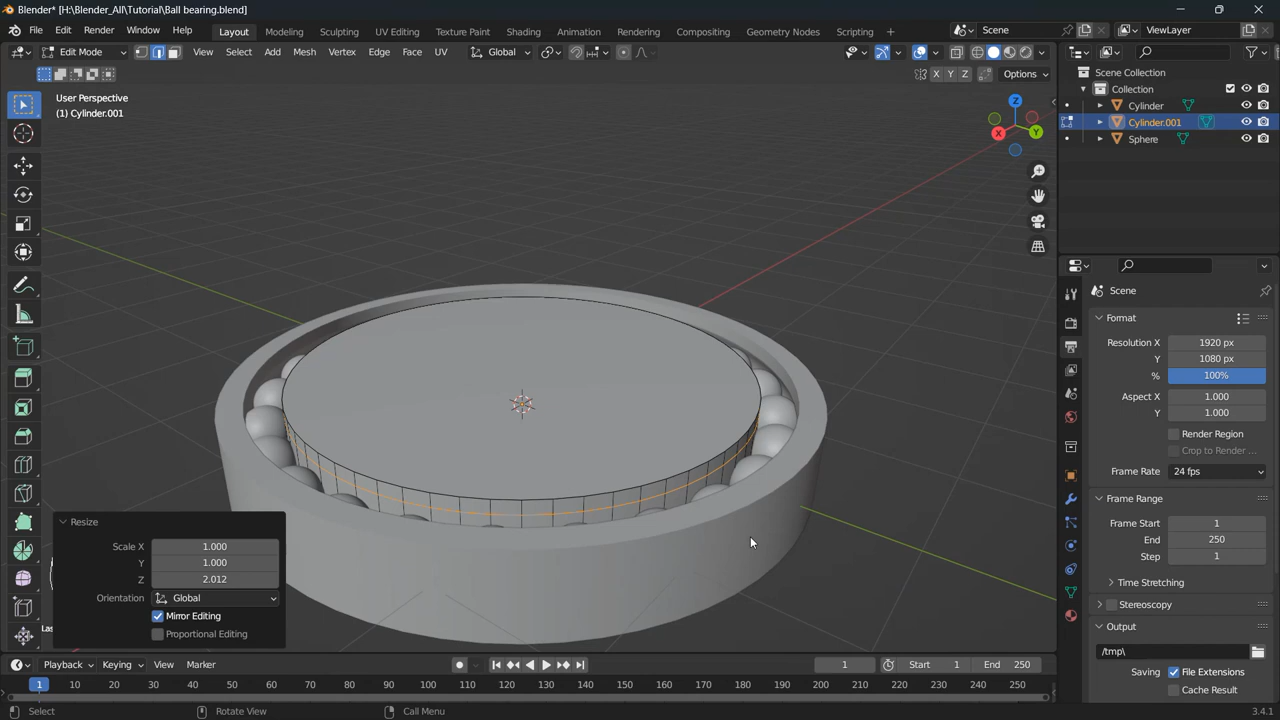 Blender* [H:\Blender_All\Tutorial\Ball bearing.blend]
File Edit Render Window Help Layout Modeling Sculpting UV Editing Texture Paint Shading Animation Rendering Compositing Geometry Nodes Scripting + Scene ViewLayer
Edit Mode View Select Add Mesh Vertex Edge Face UV Global
X Y Z Options
User Perspective
(1) Cylinder.001
Z
X Y
Scene Collection
Collection
Cylinder
Cylinder.001
Sphere
Scene
Format
Resolution X 1920 px
Y 1080 px
% 100%
Aspect X 1.000
Y 1.000
Render Region
Crop to Render ...
Frame Rate 24 fps
Frame Range
Frame Start 1
End 250
Step 1
Time Stretching
Stereoscopy
Output
/tmp\
Saving File Extensions
Cache Result
Resize
Scale X 1.000
Y 1.000
Z 2.012
Orientation Global
Mirror Editing
Proportional Editing
Playback Keying View Marker 1 Start 1 End 250
1 10 20 30 40 50 60 70 80 90 100 110 120 130 140 150 160 170 180 190 200 210 220 230 240 250
Select Rotate View Call Menu 3.4.1